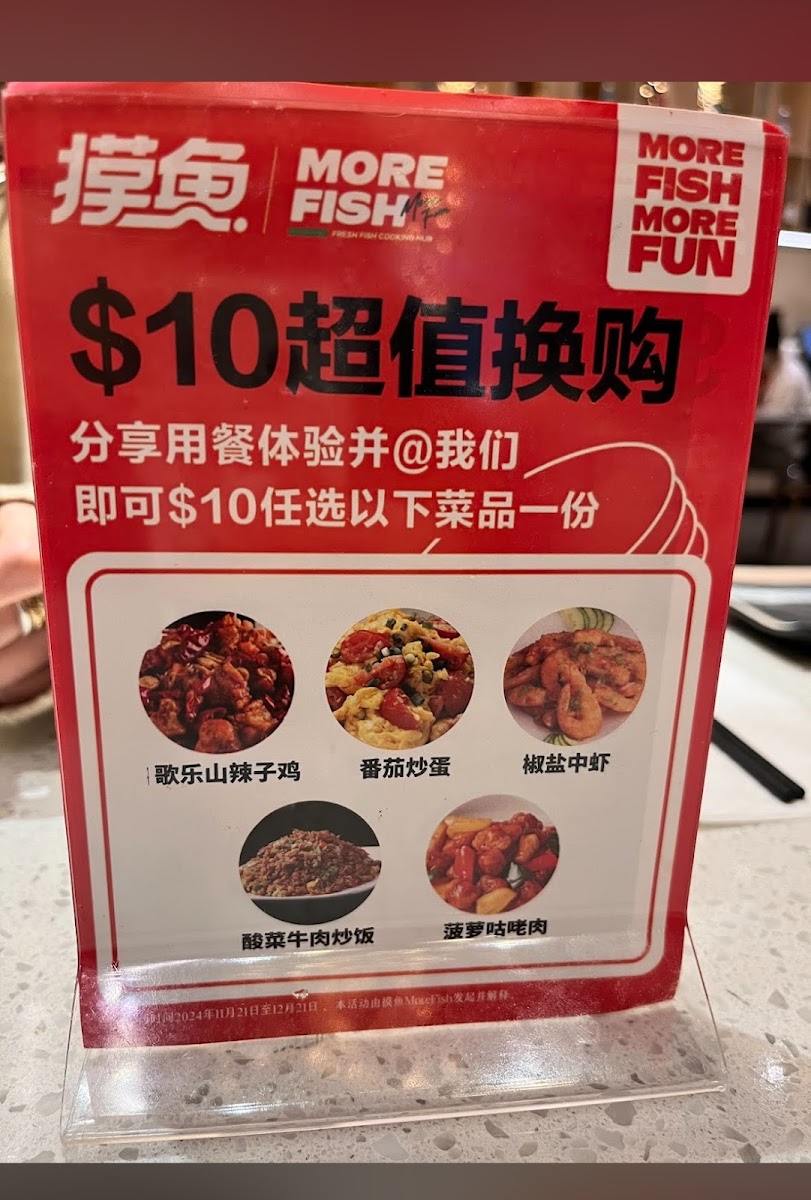 摸鱼
MORE
FISH
More Fun
FRESH FISH COOKING HUB
MORE
FISH
MORE
FUN
$10超值换购
分享用餐体验并@我们
即可$10任选以下菜品一份
歌乐山辣子鸡
番茄炒蛋
椒盐中虾
酸菜牛肉炒饭
菠萝咕咾肉
时间2024年11月21日至12月21日 ，本活动由摸鱼MoreFish发起并解释